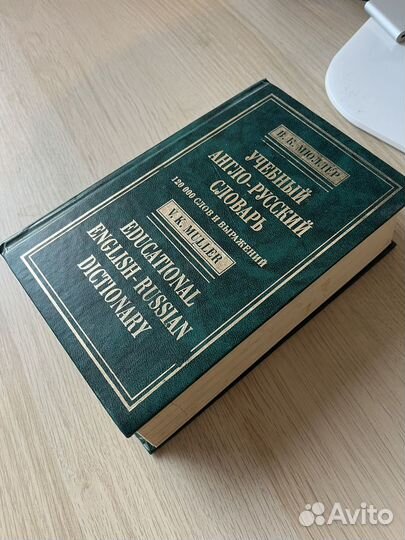 В. К. МЮЛЛЕР
УЧЕБНЫЙ
АНГЛО-РУССКИЙ
СЛОВАРЬ
120 000 СЛОВ И ВЫРАЖЕНИЙ
V. K. MULLER
EDUCATIONAL
ENGLISH-RUSSIAN
DICTIONARY
Avito